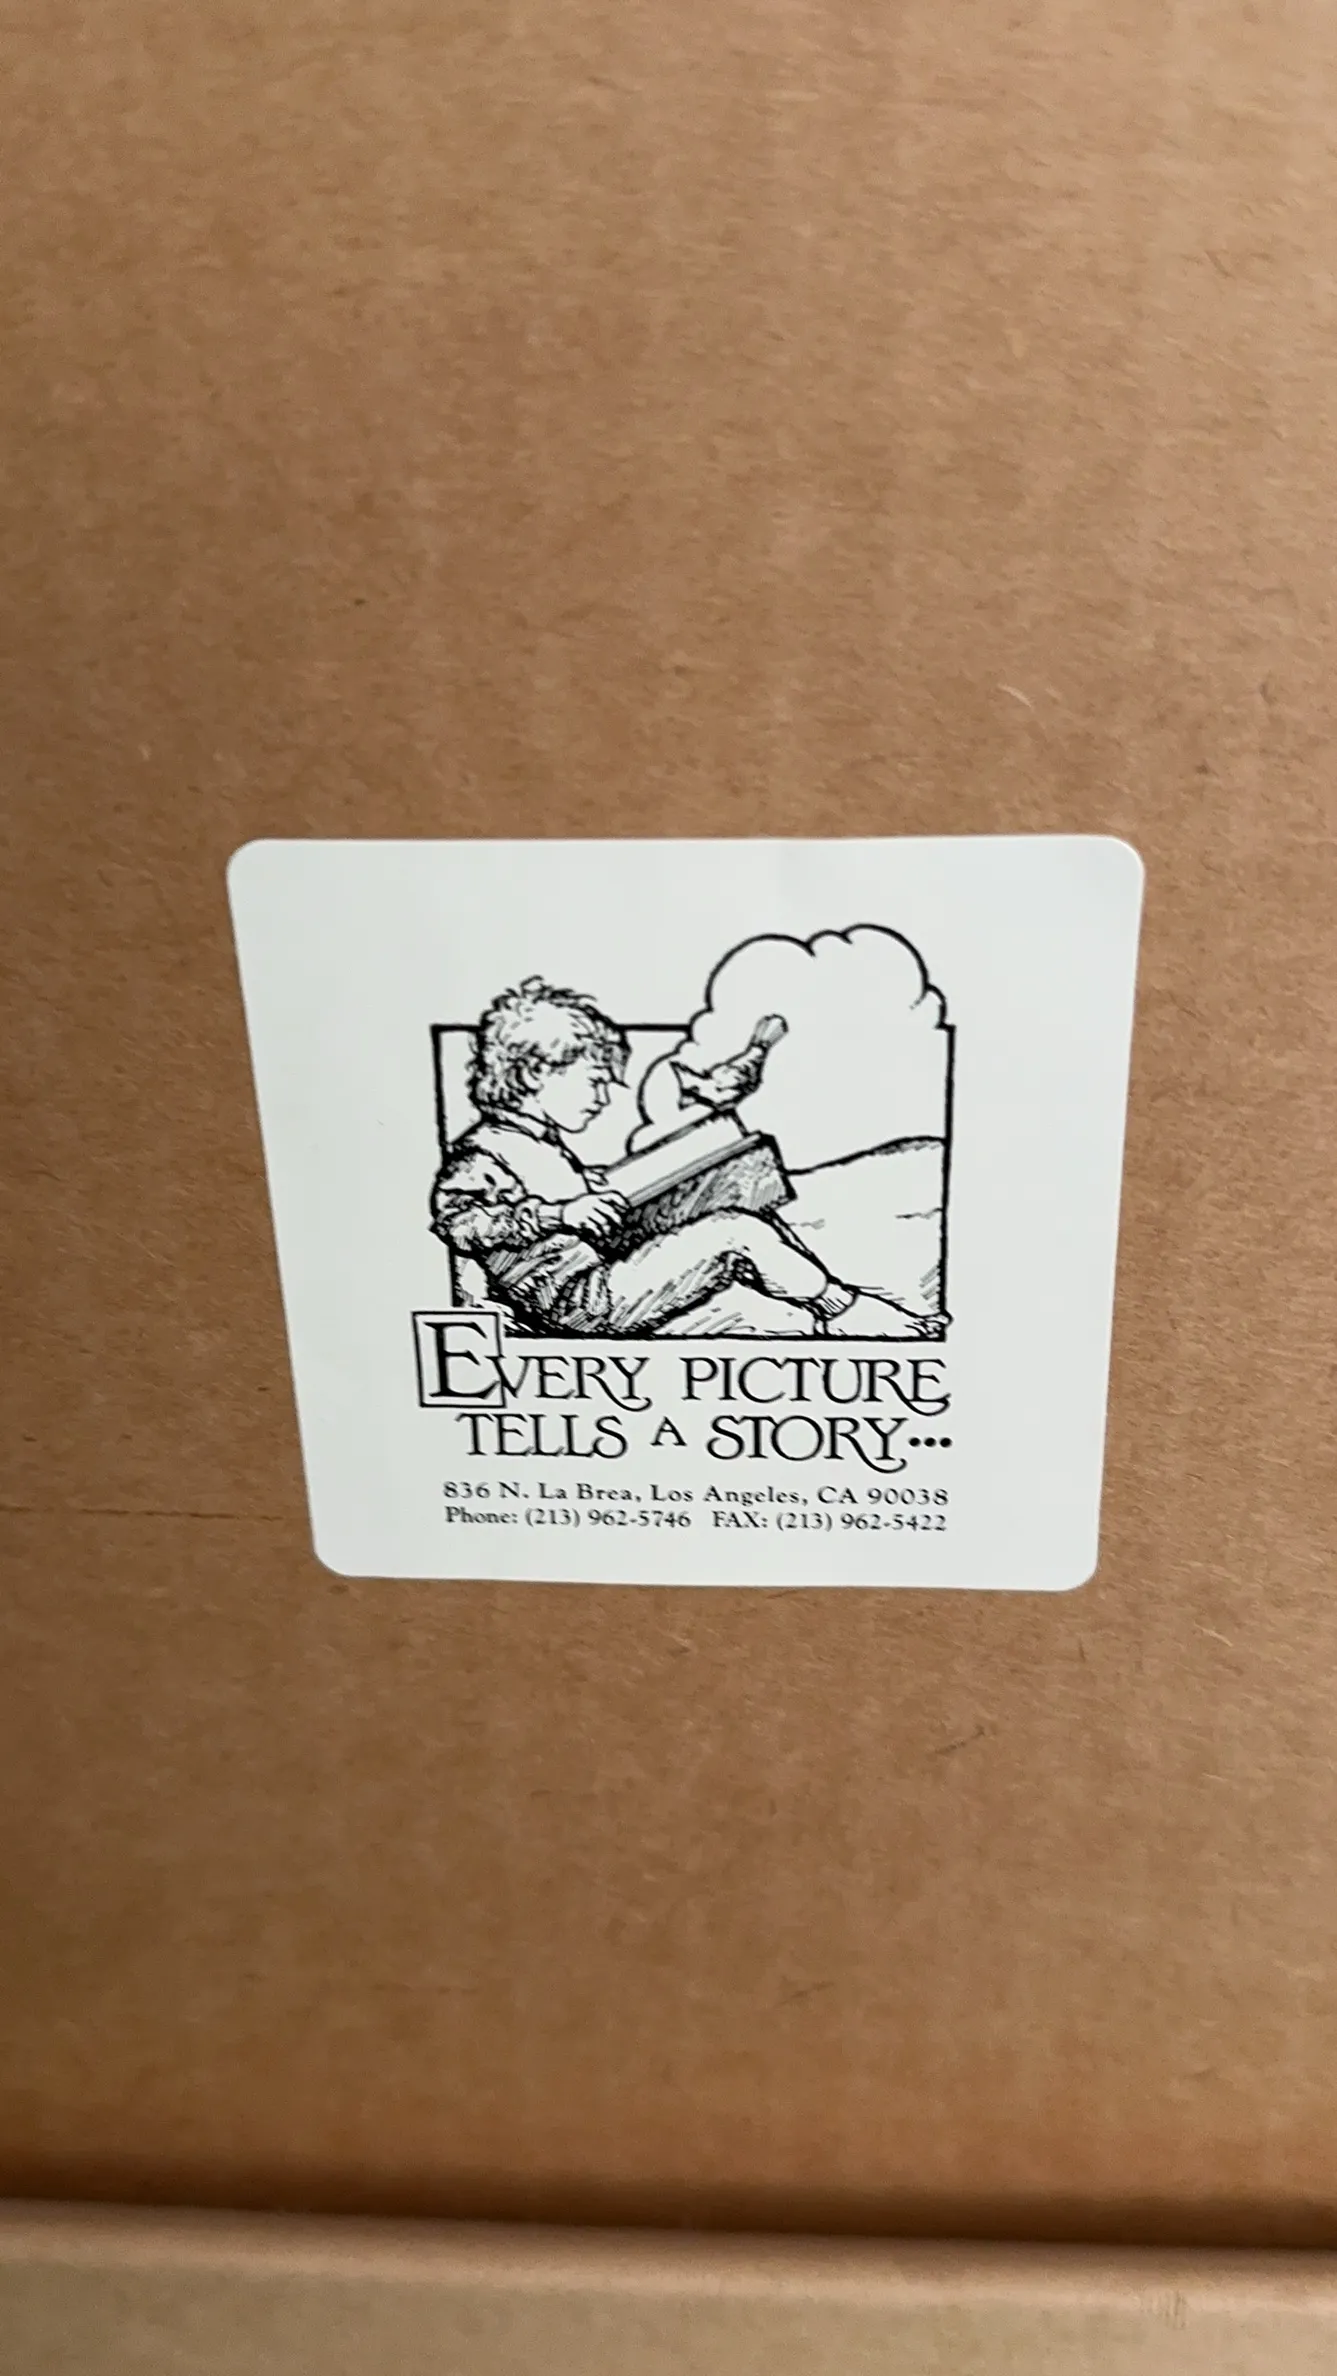 EVERY PICTURE
TELLS A STORY...
836 N. La Brea, Los Angeles, CA 90038
Phone: (213) 962-5746 FAX: (213) 962-5422